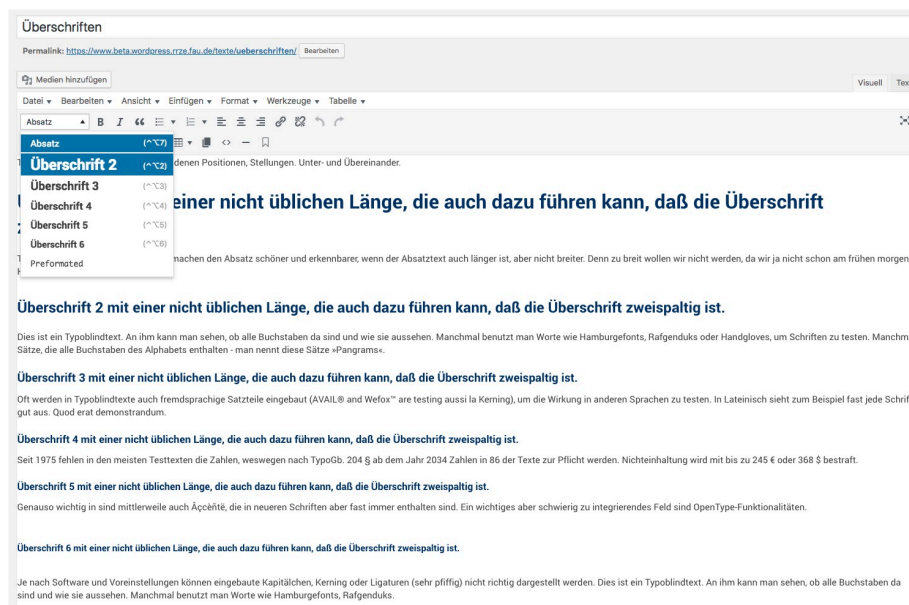 Überschriften
Permalink: https://www.beta.wordpress.rrze.fau.de/texte/ueberschriften/ Bearbeiten
Medien hinzufügen
Visuell
Datei Bearbeiten Ansicht Einfügen Format Werkzeuge Tabelle
Absatz B I
Absatz (^⌥7)
Überschrift 2 (^⌥2)
denen Positionen, Stellungen. Unter- und Übereinander.
Überschrift 3 (^⌥3)
Überschrift 4 (^⌥4)
einer nicht üblichen Länge, die auch dazu führen kann, daß die Überschrift
Überschrift 5 (^⌥5)
Überschrift 6 (^⌥6)
Preformated
machen den Absatz schöner und erkennbarer, wenn der Absatztext auch länger ist, aber nicht breiter. Denn zu breit wollen wir nicht werden, da wir ja nicht schon am frühen morgen
Überschrift 2 mit einer nicht üblichen Länge, die auch dazu führen kann, daß die Überschrift zweispaltig ist.
Dies ist ein Typoblindtext. An ihm kann man sehen, ob alle Buchstaben da sind und wie sie aussehen. Manchmal benutzt man Worte wie Hamburgefonts, Rafgenduks oder Handgloves, um Schriften zu testen. Manchm
Sätze, die alle Buchstaben des Alphabets enthalten - man nennt diese Sätze »Pangrams«.
Überschrift 3 mit einer nicht üblichen Länge, die auch dazu führen kann, daß die Überschrift zweispaltig ist.
Oft werden in Typoblindtexte auch fremdsprachige Satzteile eingebaut (AVAIL® and Wefox™ are testing aussi la Kerning), um die Wirkung in anderen Sprachen zu testen. In Lateinisch sieht zum Beispiel fast jede Schrif
gut aus. Quod erat demonstrandum.
Überschrift 4 mit einer nicht üblichen Länge, die auch dazu führen kann, daß die Überschrift zweispaltig ist.
Seit 1975 fehlen in den meisten Testtexten die Zahlen, weswegen nach TypoGb. 204 § ab dem Jahr 2034 Zahlen in 86 der Texte zur Pflicht werden. Nichteinhaltung wird mit bis zu 245 € oder 368 $ bestraft.
Überschrift 5 mit einer nicht üblichen Länge, die auch dazu führen kann, daß die Überschrift zweispaltig ist.
Genauso wichtig in sind mittlerweile auch Âçcèñtë, die in neueren Schriften aber fast immer enthalten sind. Ein wichtiges aber schwierig zu integrierendes Feld sind OpenType-Funktionalitäten.
Überschrift 6 mit einer nicht üblichen Länge, die auch dazu führen kann, daß die Überschrift zweispaltig ist.
Je nach Software und Voreinstellungen können eingebaute Kapitälchen, Kerning oder Ligaturen (sehr pfiffig) nicht richtig dargestellt werden. Dies ist ein Typoblindtext. An ihm kann man sehen, ob alle Buchstaben da
sind und wie sie aussehen. Manchmal benutzt man Worte wie Hamburgefonts, Rafgenduks.